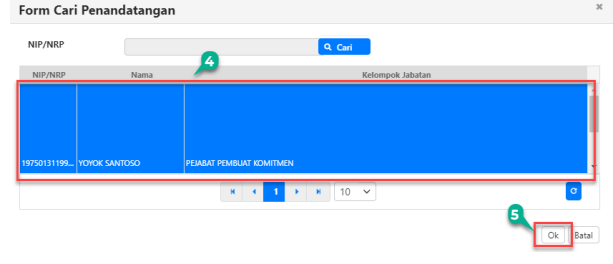 Form Cari Penandatangan ×
NIP/NRP Cari
4
NIP/NRP Nama Kelompok Jabatan
19750131199... YOYOK SANTOSO PEJABAT PEMBUAT KOMITMEN
1 10
5
Ok Batal